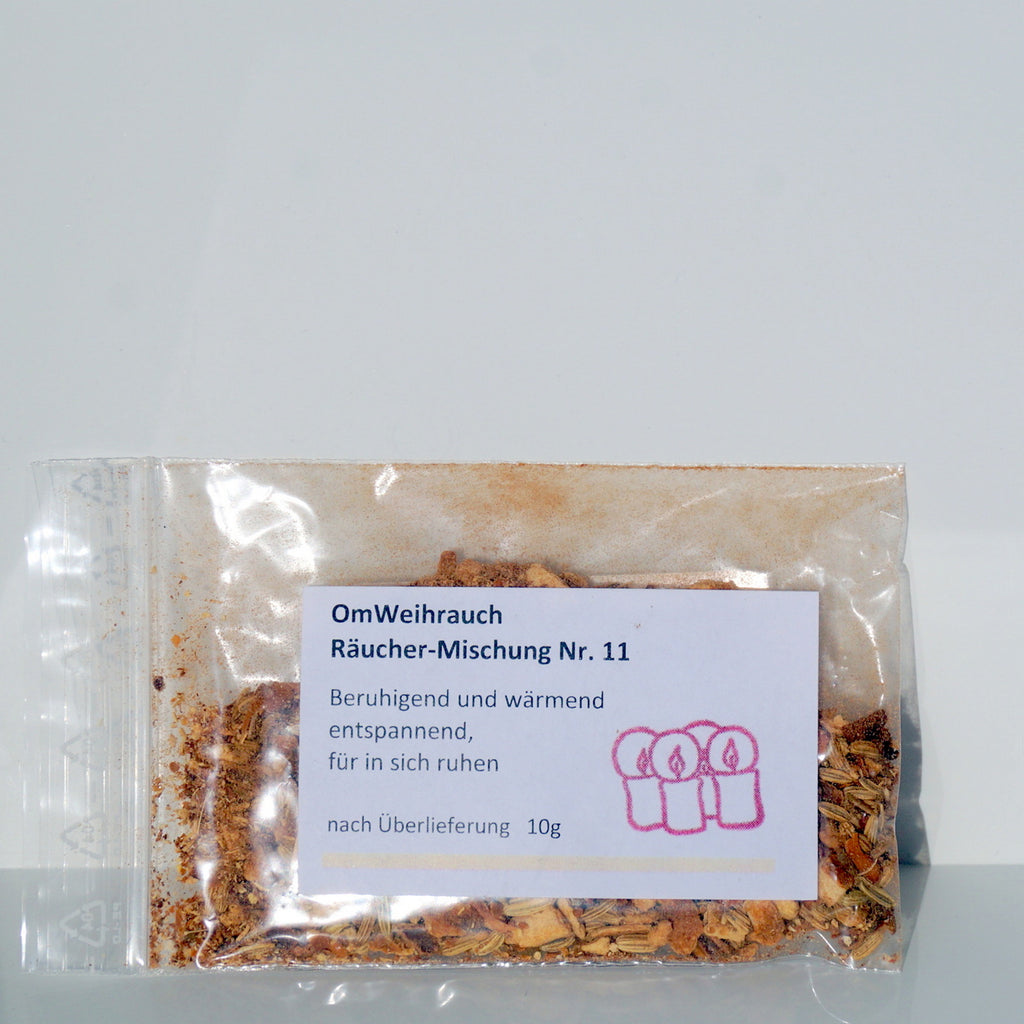 OmWeihrauch
Räucher-Mischung Nr. 11
Beruhigend und wärmend
entspannend,
für in sich ruhen
nach Überlieferung 10g